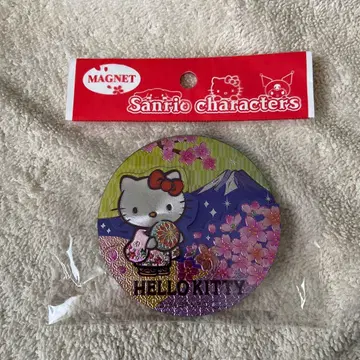 MAGNET
Sanrio characters
HELLO KITTY